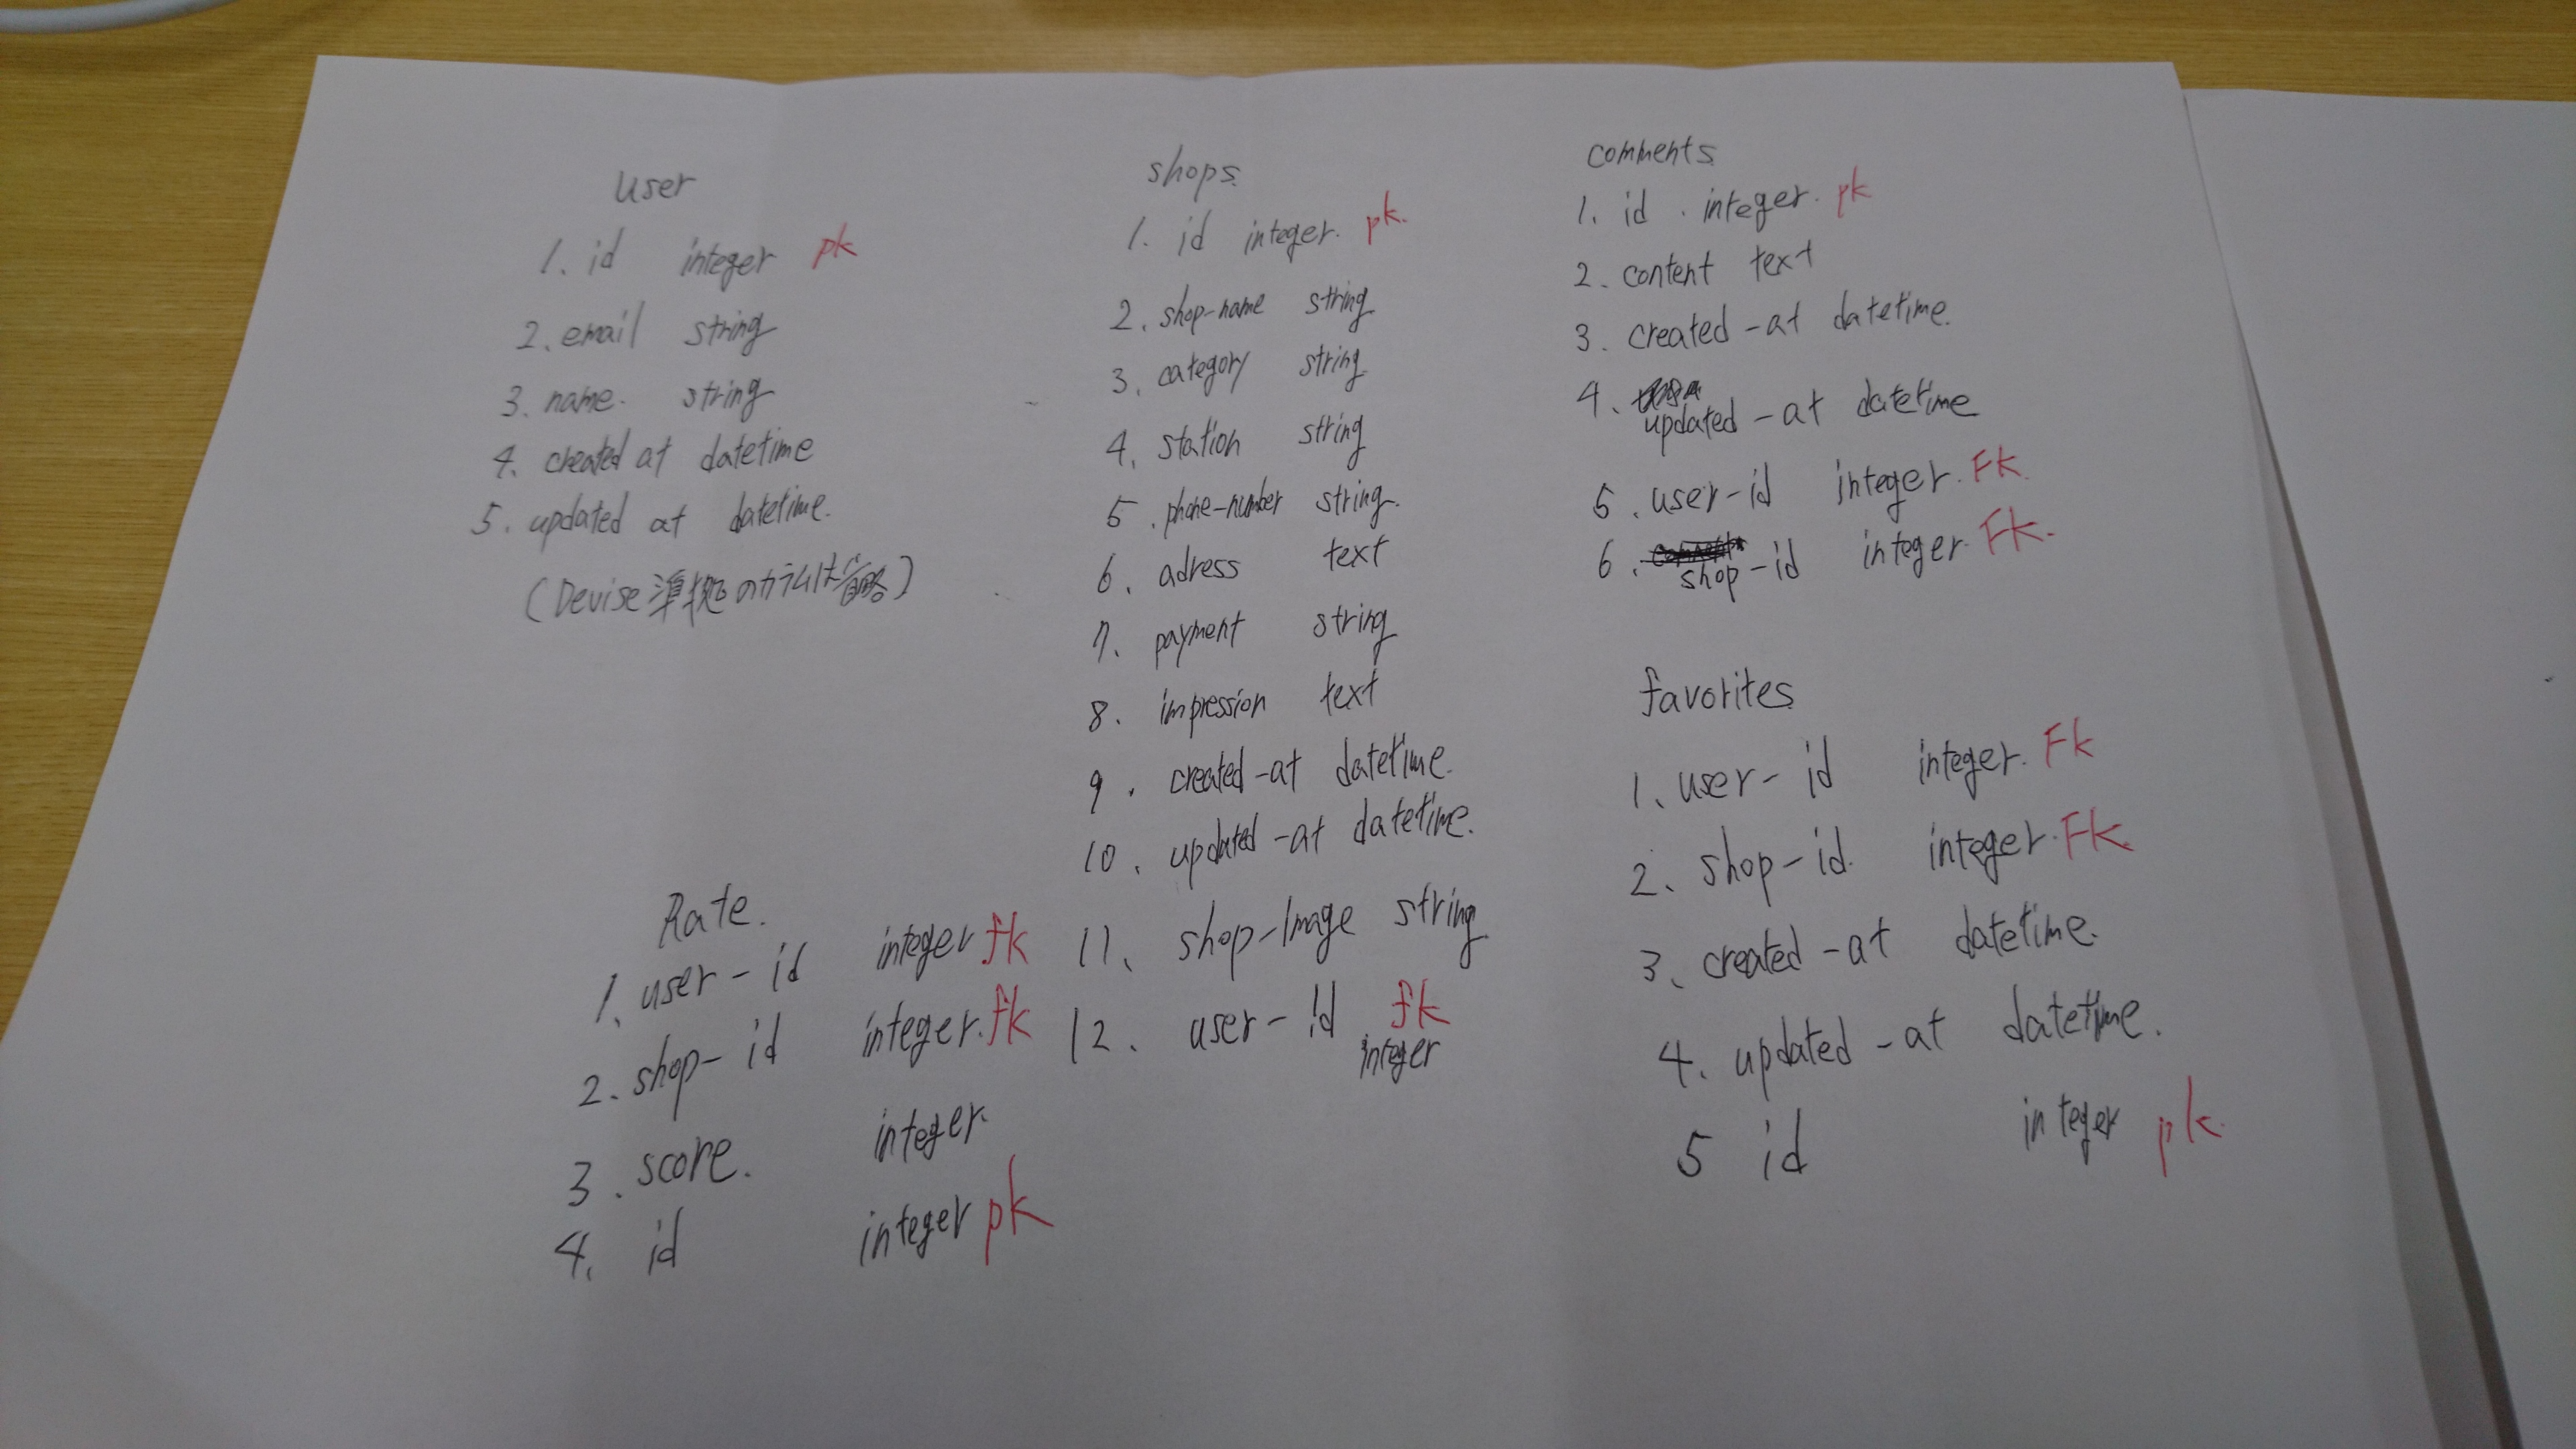 user
1. id integer pk
2. email string
3. name. string
4. created at datetime
5. updated at datetime.
(Devise準拠のカラムは省略)
shops
1. id integer. pk.
2. shop-name string
3. category string
4. station string
5. phone-number string.
6. adress text
7. payment string
8. impression text
9. created-at datetime.
10. updated-at datetime.
11. shop-Image string
12. user-id fk
integer
comments
1. id. integer. pk
2. content text
3. created-at datetime.
4. updated-at datetime
5. user-id integer. Fk.
6. shop-id integer. Fk.
favorites
1. user-id integer. Fk
2. shop-id. integer. Fk.
3. created-at datetime.
4. updated-at datetime.
5 id integer pk.
Rate.
1. user-id integer fk
2. shop-id integer. fk
3. score. integer.
4. id integer pk